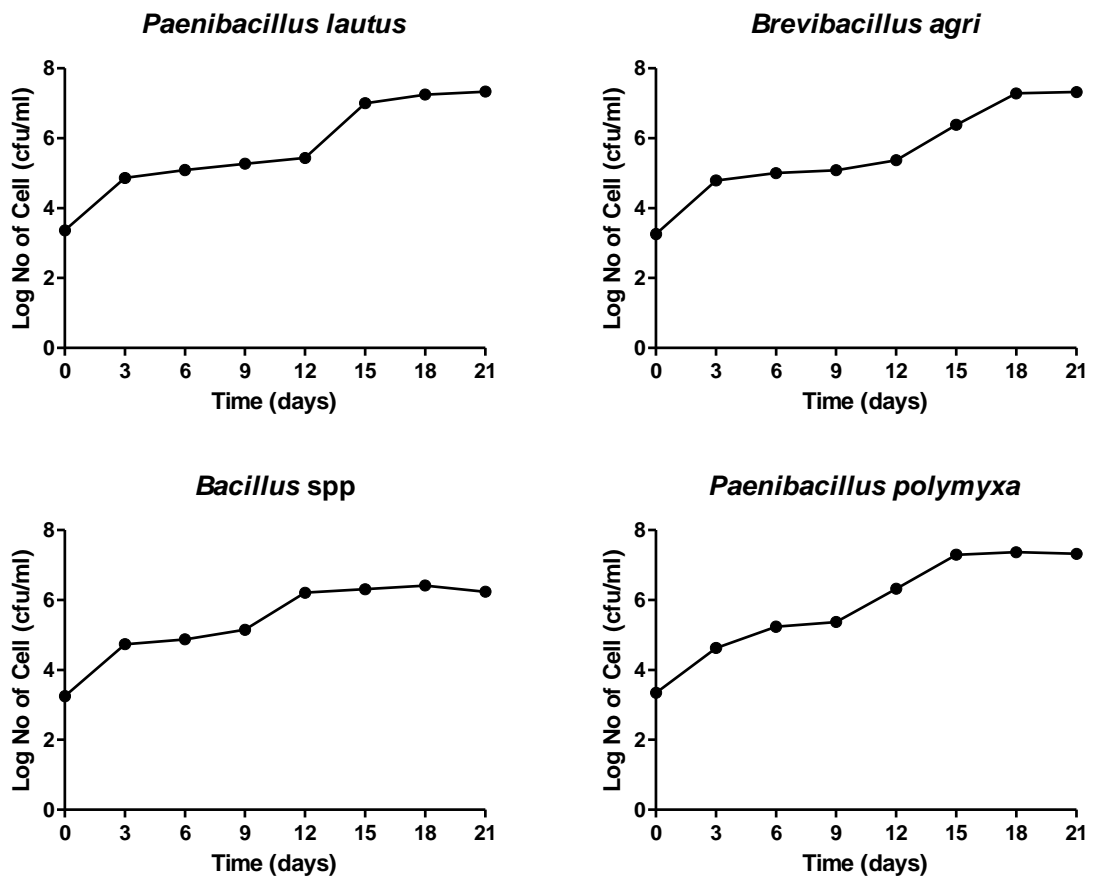 Paenibacillus lautus
Log No of Cell (cfu/ml)
8
6
4
2
0
0 3 6 9 12 15 18 21
Time (days)
Brevibacillus agri
Log No of Cell (cfu/ml)
8
6
4
2
0
0 3 6 9 12 15 18 21
Time (days)
Bacillus spp
Log No of Cell (cfu/ml)
8
6
4
2
0
0 3 6 9 12 15 18 21
Time (days)
Paenibacillus polymyxa
Log No of Cell (cfu/ml)
8
6
4
2
0
0 3 6 9 12 15 18 21
Time (days)